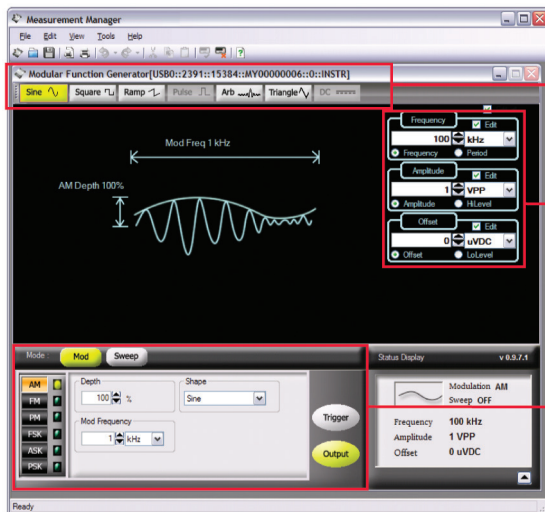 Measurement Manager
File Edit View Tools Help
Modular Function Generator[USB0::2391::15384::MY00000006::0::INSTR]
Sine Square Ramp Pulse Arb Triangle DC
Frequency
Edit
100 kHz
Frequency Period
Mod Freq 1 kHz
Amplitude
Edit
AM Depth 100%
1 VPP
Amplitude HiLevel
Offset
Edit
0 uVDC
Offset LoLevel
Mode : Mod Sweep
Status Display v 0.9.7.1
AM
FM
PM
FSK
ASK
PSK
Depth
100 %
Shape
Sine
Mod Frequency
1 kHz
Trigger
Output
Modulation AM
Sweep OFF
Frequency 100 kHz
Amplitude 1 VPP
Offset 0 uVDC
Ready